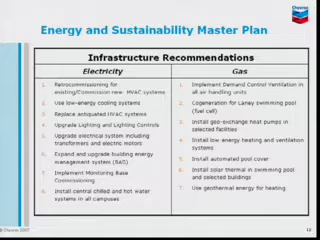 Chevron
Energy and Sustainability Master Plan
Infrastructure Recommendations
Electricity
1. Retrocommissioning for
existing/Commission new HVAC systems
2. Use low-energy cooling systems
3. Replace antiquated HVAC systems
4. Upgrade Lighting and Lighting Controls
5. Upgrade electrical system including
transformers and electric motors
6. Expand and upgrade building energy
management system (BAS)
7. Implement Monitoring Base
Commissioning
8. Install central chilled and hot water
systems in all campuses
Gas
1. Implement Demand Control Ventilation in
all air handling units
2. Cogeneration for Laney swimming pool
(fuel cell)
3. Install geo-exchange heat pumps in
selected facilities
4. Install low energy heating and ventilation
systems
5. Install automated pool cover
6. Install solar thermal in swimming pool
and selected buildings
7. Use geothermal energy for heating
© Chevron 2007